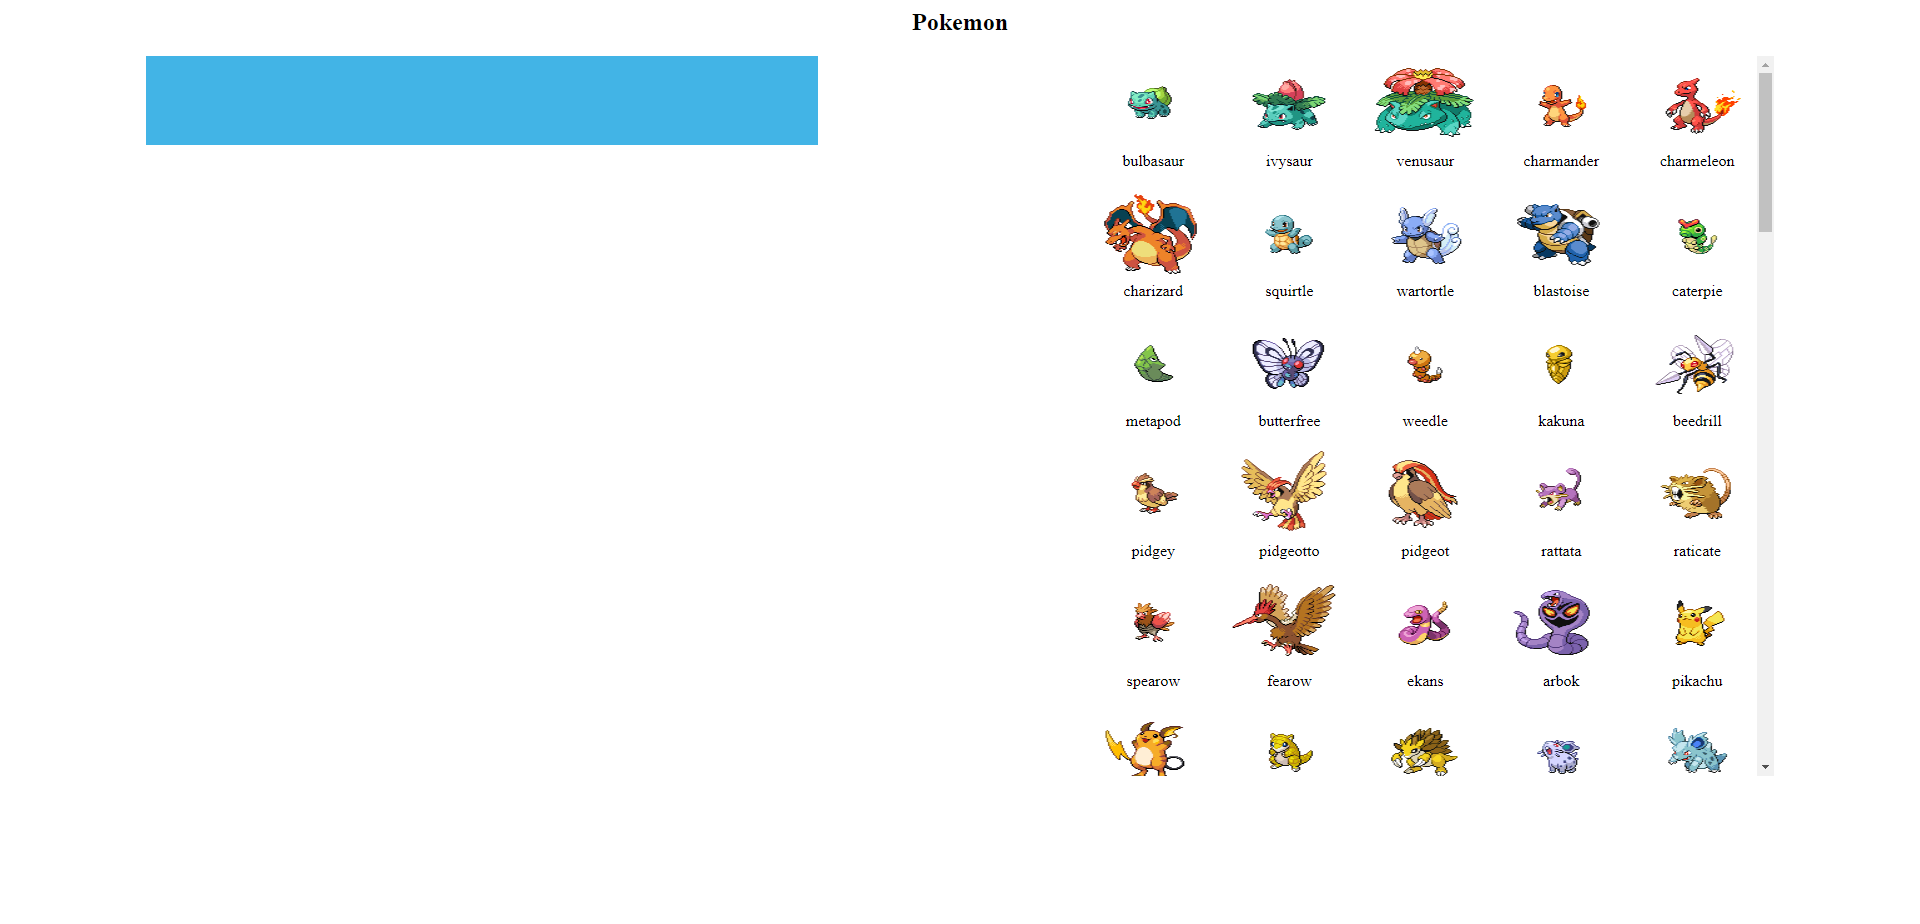 Pokemon
bulbasaur ivysaur venusaur charmander charmeleon
charizard squirtle wartortle blastoise caterpie
metapod butterfree weedle kakuna beedrill
pidgey pidgeotto pidgeot rattata raticate
spearow fearow ekans arbok pikachu